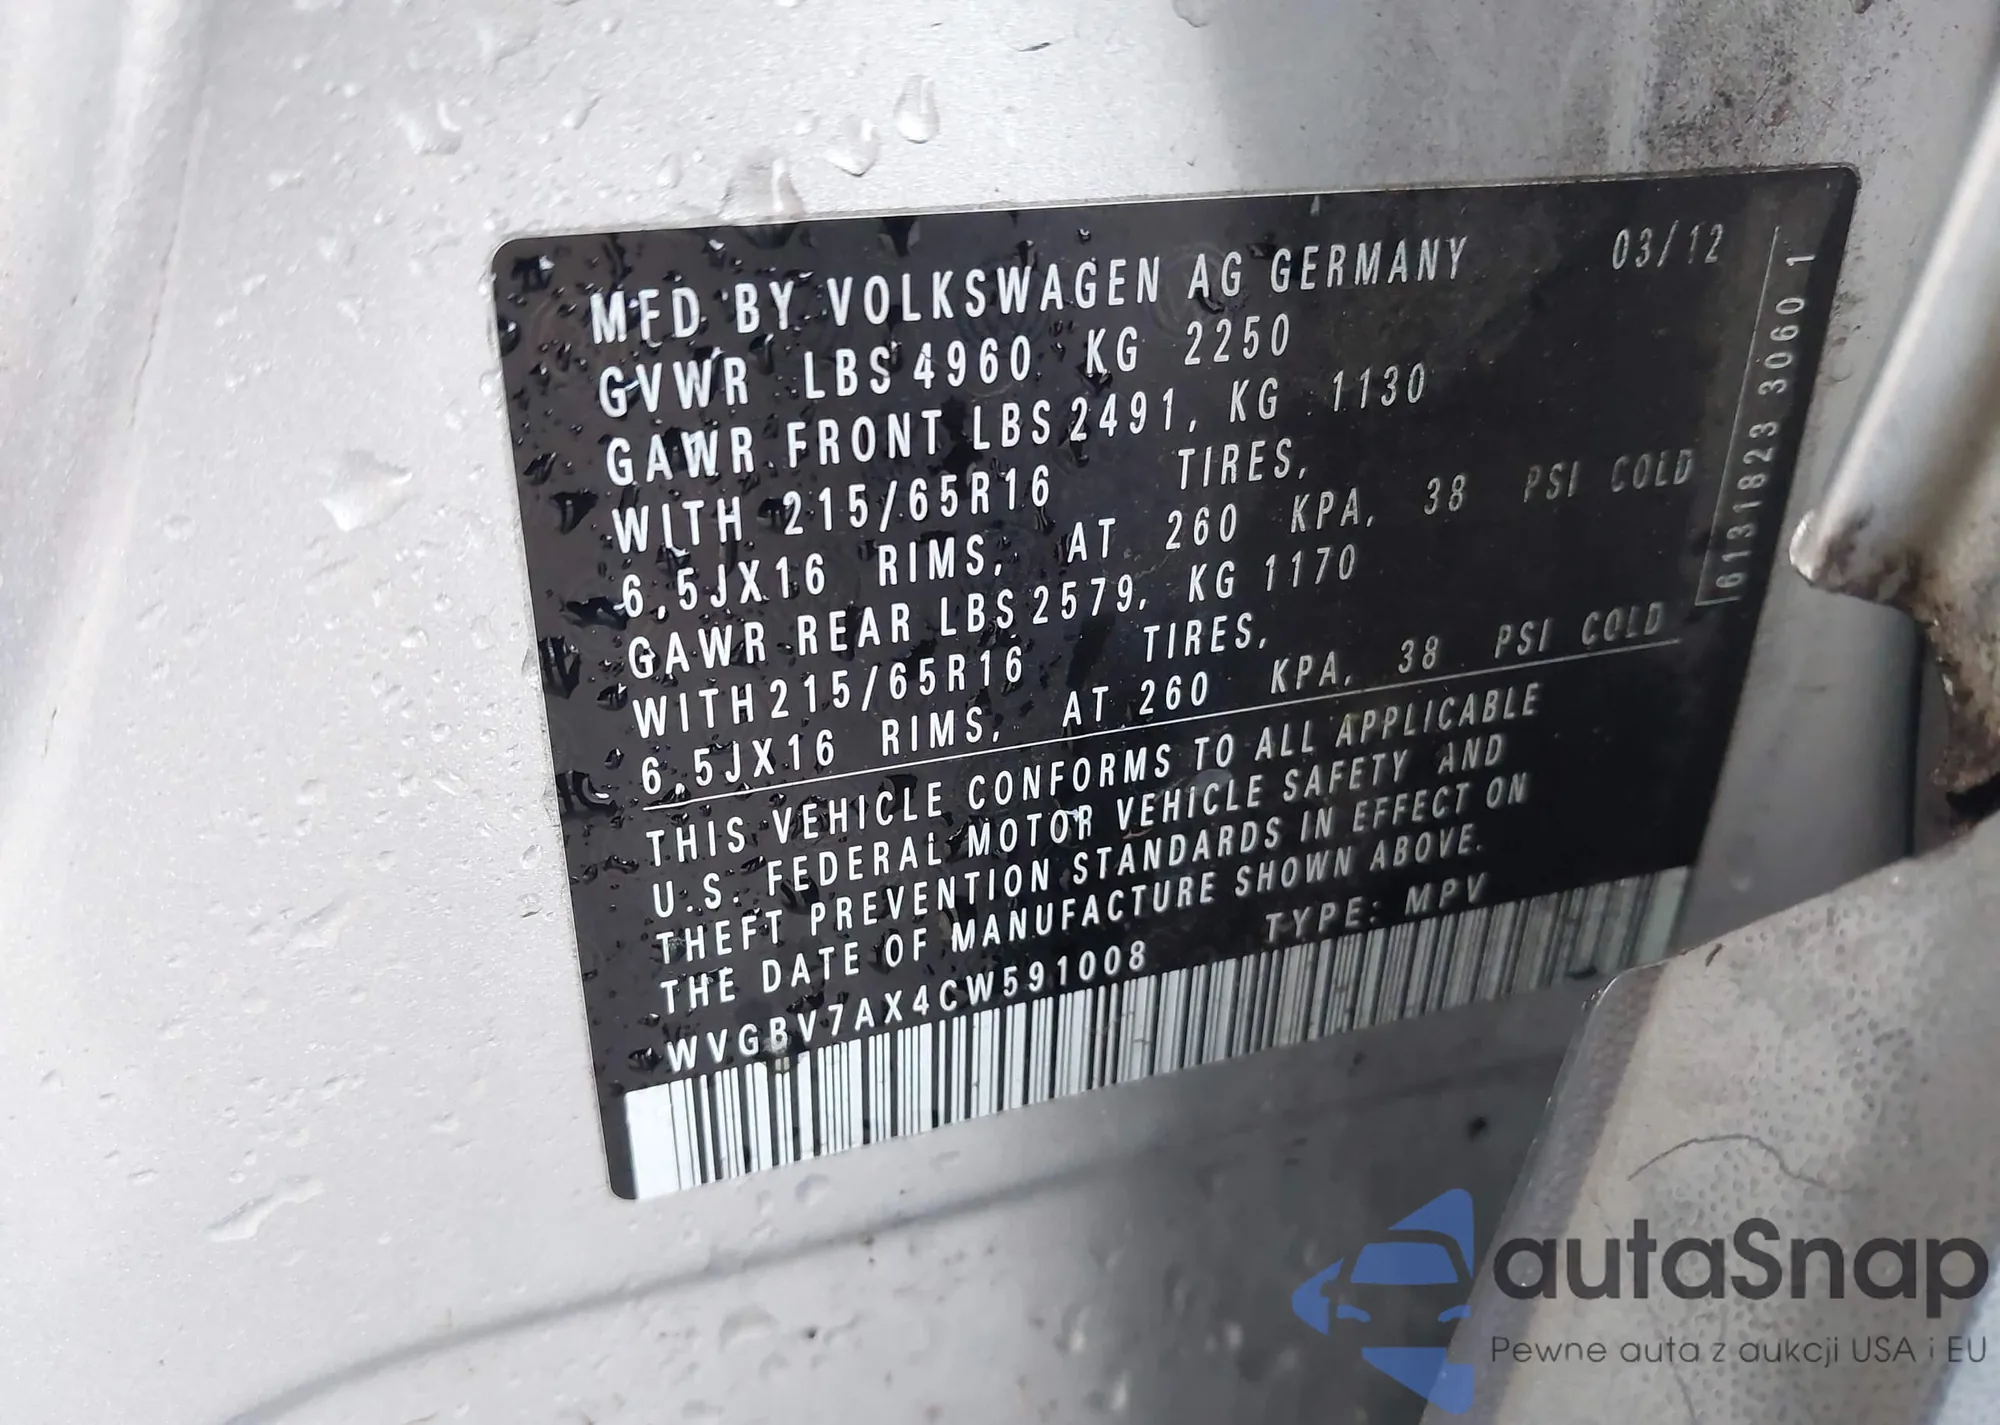 MFD BY VOLKSWAGEN AG GERMANY 03/12
GVWR LBS 4960 KG 2250
GAWR FRONT LBS 2491, KG 1130
WITH 215/65R16 TIRES,
6,5JX16 RIMS, AT 260 KPA, 38 PSI COLD
GAWR REAR LBS 2579, KG 1170
WITH 215/65R16 TIRES,
6,5JX16 RIMS, AT 260 KPA, 38 PSI COLD
6131823 3060 1
THIS VEHICLE CONFORMS TO ALL APPLICABLE
U.S. FEDERAL MOTOR VEHICLE SAFETY AND
THEFT PREVENTION STANDARDS IN EFFECT ON
THE DATE OF MANUFACTURE SHOWN ABOVE.
WVGBV7AX4CW591008 TYPE: MPV
autaSnap
Pewne auta z aukcji USA i EU